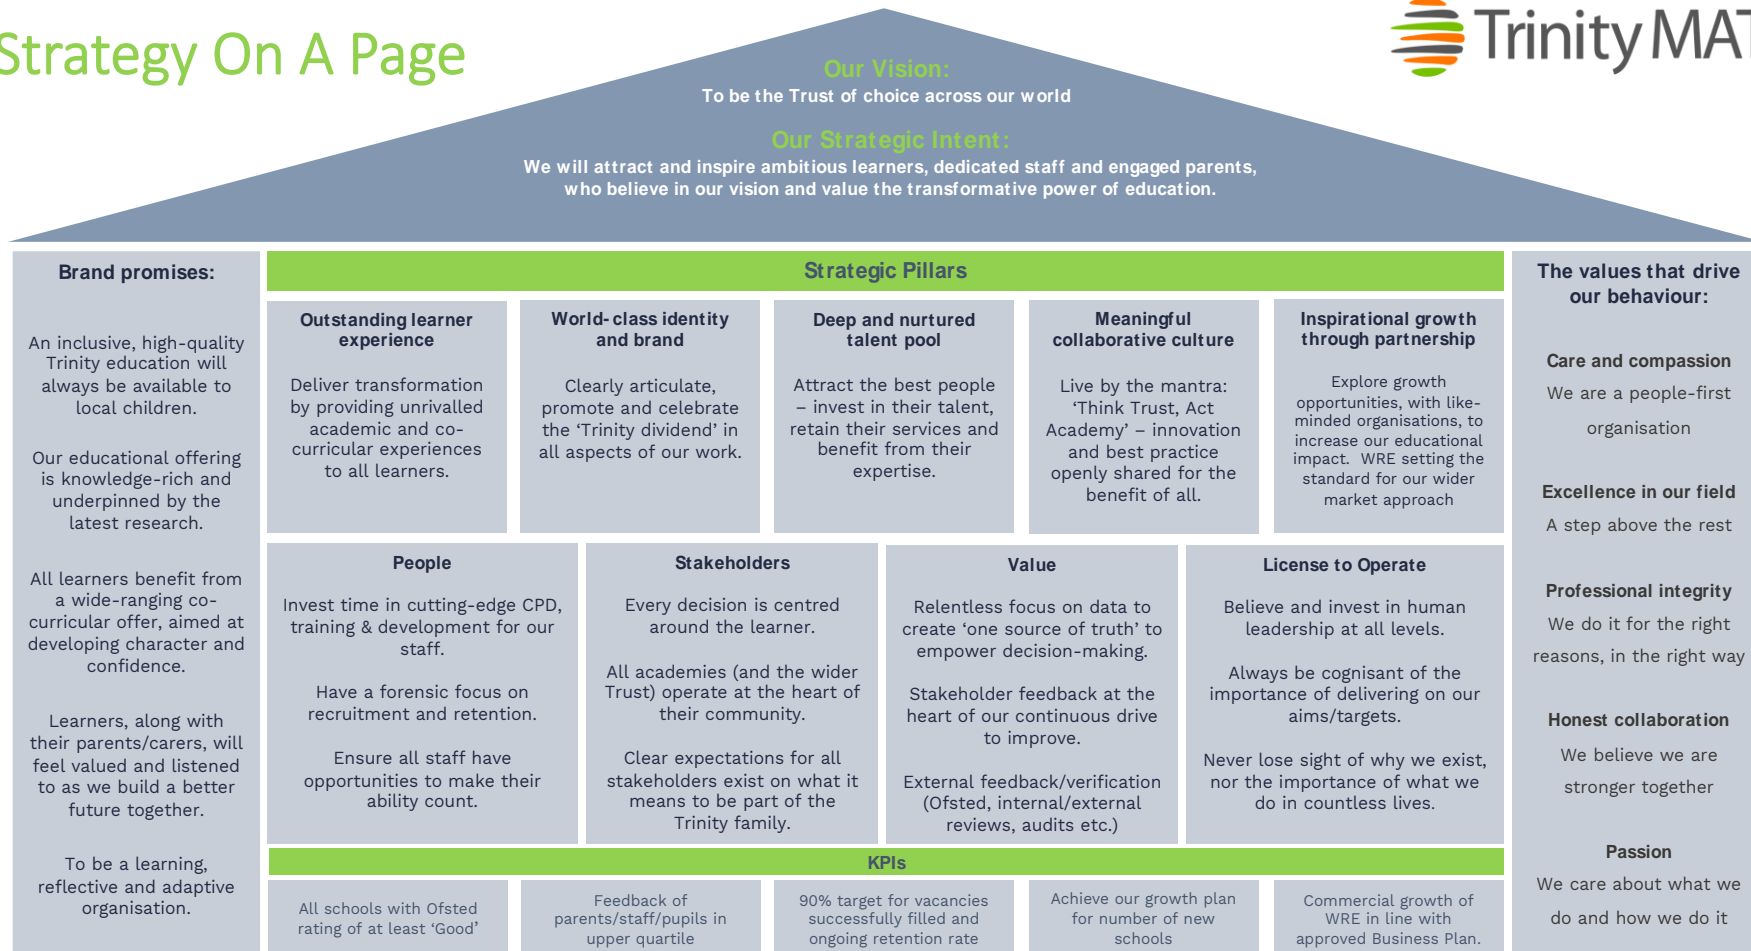 Strategy On A Page
Trinity MAT
Our Vision:
To be the Trust of choice across our world
Our Strategic Intent:
We will attract and inspire ambitious learners, dedicated staff and engaged parents,
who believe in our vision and value the transformative power of education.
Brand promises:
An inclusive, high-quality
Trinity education will
always be available to
local children.
Our educational offering
is knowledge-rich and
underpinned by the
latest research.
All learners benefit from
a wide-ranging co-
curricular offer, aimed at
developing character and
confidence.
Learners, along with
their parents/carers, will
feel valued and listened
to as we build a better
future together.
To be a learning,
reflective and adaptive
organisation.
Strategic Pillars
Outstanding learner
experience
Deliver transformation
by providing unrivalled
academic and co-
curricular experiences
to all learners.
World-class identity
and brand
Clearly articulate,
promote and celebrate
the ‘Trinity dividend’ in
all aspects of our work.
Deep and nurtured
talent pool
Attract the best people
– invest in their talent,
retain their services and
benefit from their
expertise.
Meaningful
collaborative culture
Live by the mantra:
‘Think Trust, Act
Academy’ – innovation
and best practice
openly shared for the
benefit of all.
Inspirational growth
through partnership
Explore growth
opportunities, with like-
minded organisations, to
increase our educational
impact. WRE setting the
standard for our wider
market approach
People
Invest time in cutting-edge CPD,
training & development for our
staff.
Have a forensic focus on
recruitment and retention.
Ensure all staff have
opportunities to make their
ability count.
Stakeholders
Every decision is centred
around the learner.
All academies (and the wider
Trust) operate at the heart of
their community.
Clear expectations for all
stakeholders exist on what it
means to be part of the
Trinity family.
Value
Relentless focus on data to
create ‘one source of truth’ to
empower decision-making.
Stakeholder feedback at the
heart of our continuous drive
to improve.
External feedback/verification
(Ofsted, internal/external
reviews, audits etc.)
License to Operate
Believe and invest in human
leadership at all levels.
Always be cognisant of the
importance of delivering on our
aims/targets.
Never lose sight of why we exist,
nor the importance of what we
do in countless lives.
KPIs
All schools with Ofsted
rating of at least ‘Good’
Feedback of
parents/staff/pupils in
upper quartile
90% target for vacancies
successfully filled and
ongoing retention rate
Achieve our growth plan
for number of new
schools
Commercial growth of
WRE in line with
approved Business Plan.
The values that drive
our behaviour:
Care and compassion
We are a people-first
organisation
Excellence in our field
A step above the rest
Professional integrity
We do it for the right
reasons, in the right way
Honest collaboration
We believe we are
stronger together
Passion
We care about what we
do and how we do it